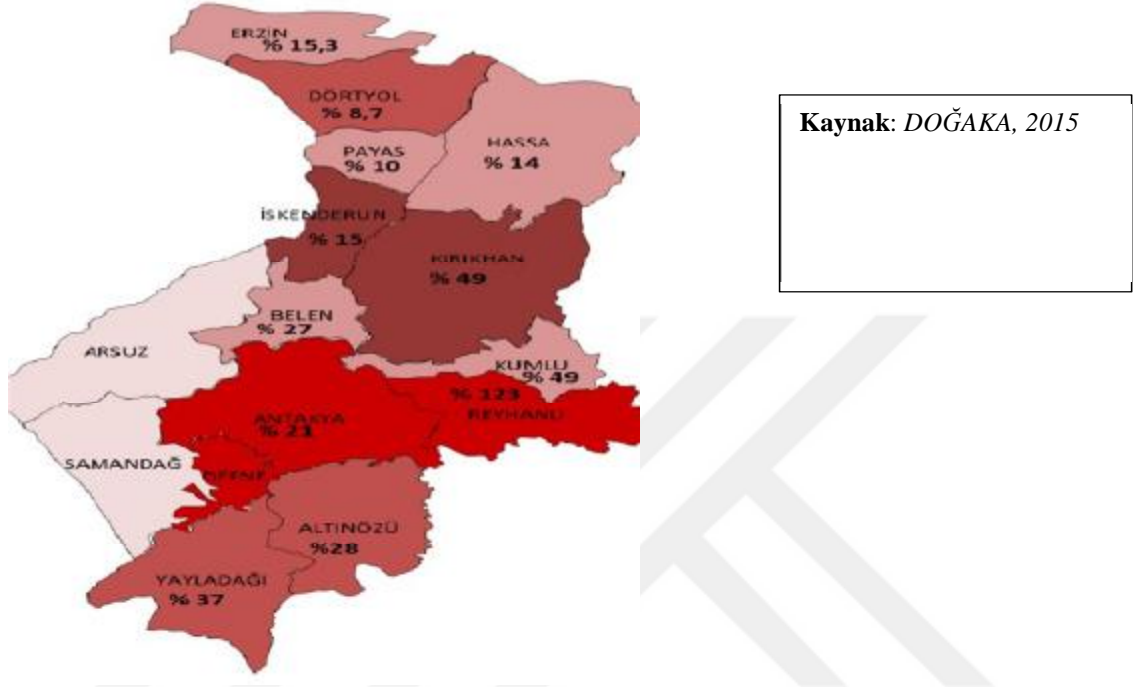 ERZİN
% 15,3
DÖRTYOL
% 8,7
PAYAS
% 10
HASSA
% 14
İSKENDERUN
% 15
KIRIKHAN
% 49
BELEN
% 27
ARSUZ
KUMLU
% 49
% 123
REYHANLI
ANTAKYA
% 21
SAMANDAĞ
DEFNE
ALTINÖZÜ
%28
YAYLADAĞI
% 37
Kaynak: DOĞAKA, 2015